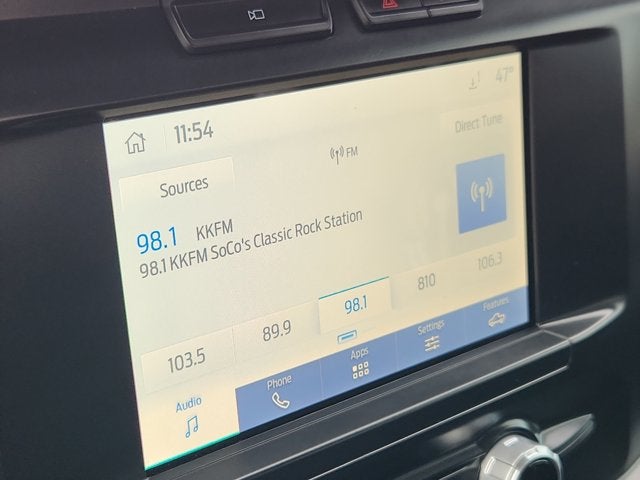 11:54
47°
FM
Direct Tune
Sources
98.1 KKFM
98.1 KKFM SoCo's Classic Rock Station
103.5 89.9 98.1 810 106.3
Audio Phone Apps Settings Features